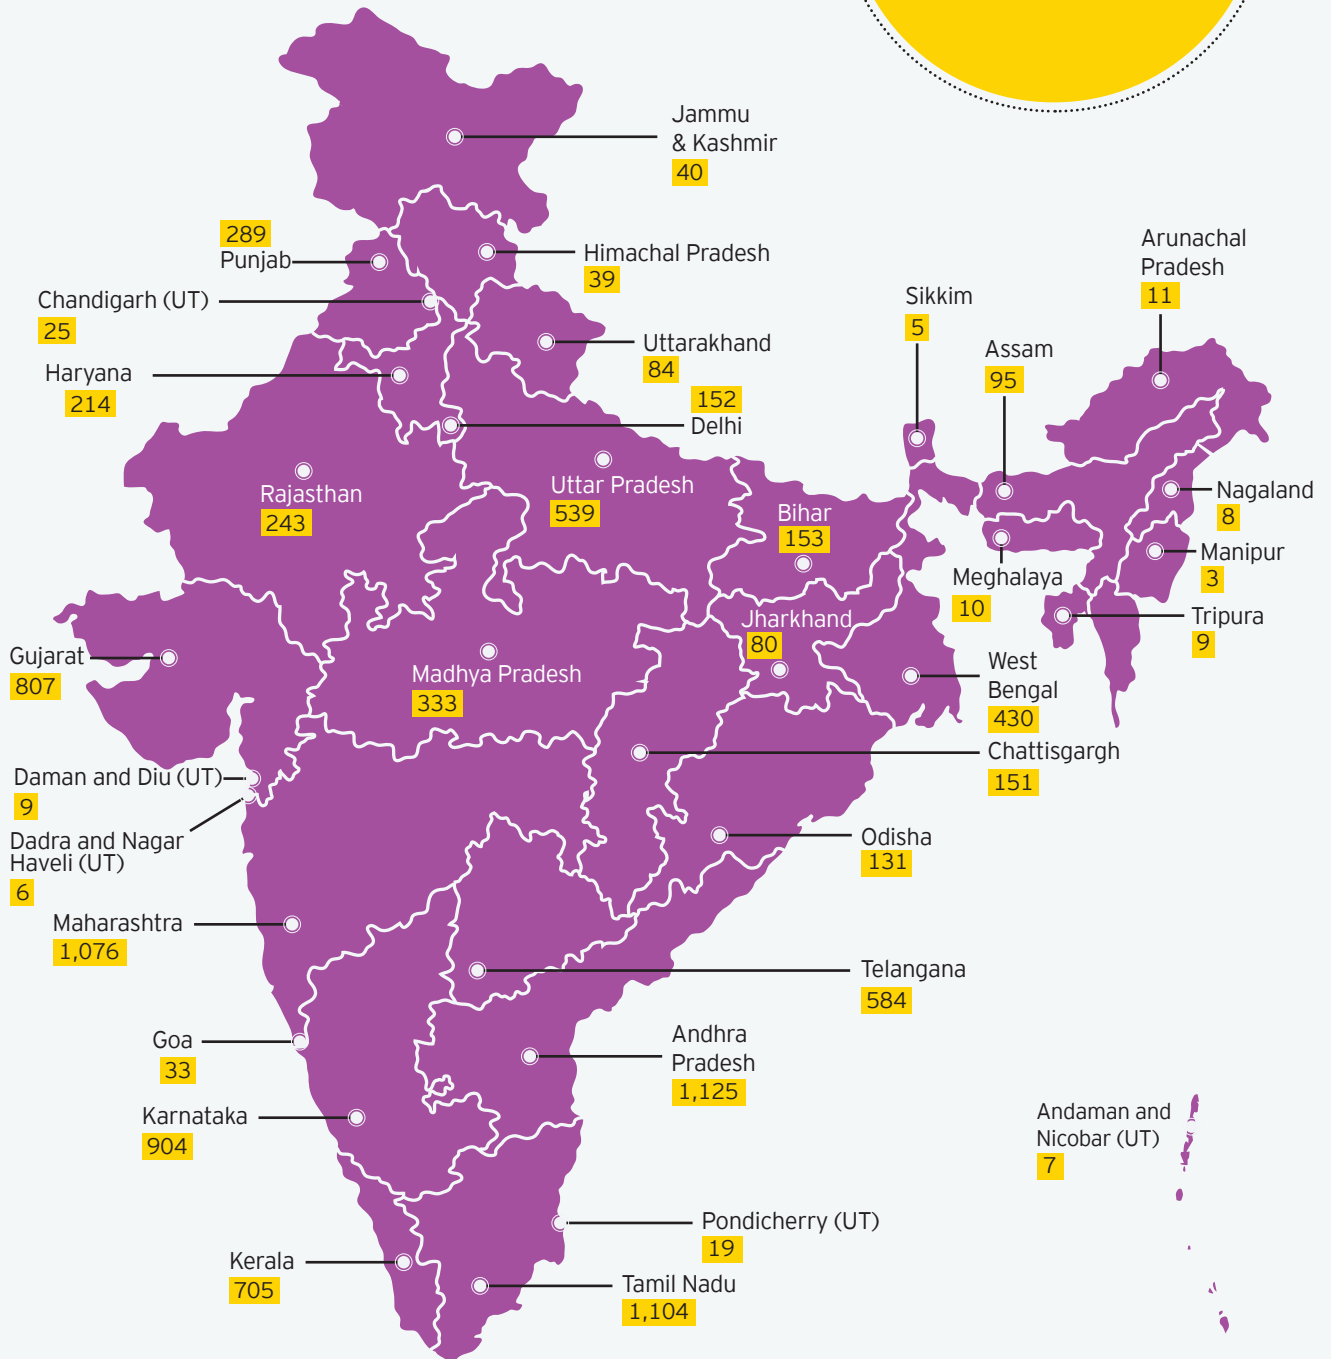 Jammu
& Kashmir
40
289
Punjab
Himachal Pradesh
39
Arunachal
Pradesh
11
Chandigarh (UT)
25
Sikkim
5
Uttarakhand
84
Assam
95
Haryana
214
152
Delhi
Rajasthan
243
Uttar Pradesh
539
Bihar
153
Nagaland
8
Manipur
3
Meghalaya
10
Jharkhand
80
Tripura
9
Gujarat
807
Madhya Pradesh
333
West
Bengal
430
Chattisgargh
151
Daman and Diu (UT)
9
Dadra and Nagar
Haveli (UT)
6
Odisha
131
Maharashtra
1,076
Telangana
584
Goa
33
Andhra
Pradesh
1,125
Karnataka
904
Andaman and
Nicobar (UT)
7
Pondicherry (UT)
19
Kerala
705
Tamil Nadu
1,104